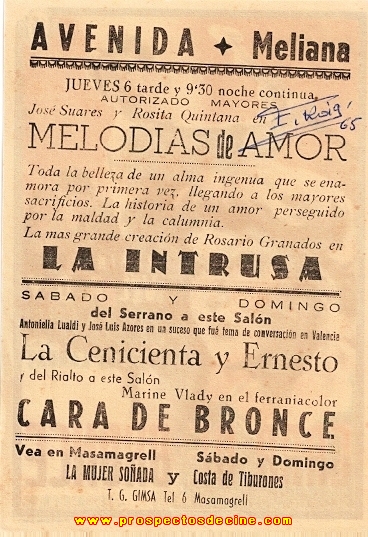 AVENIDA ✦ Meliana
JUEVES 6 tarde y 9'30 noche continua
AUTORIZADO MAYORES
José Suares y Rosita Quintana en
E. Roig
65
MELODIAS de AMOR
Toda la belleza de un alma ingenua que se ena-
mora por primera vez, llegando a los mayores
sacrificios. La historia de un amor perseguido
por la maldad y la calumnia.
La mas grande creación de Rosario Granados en
LA INTRUSA
SABADO Y DOMINGO
del Serrano a este Salón
Antoniella Lualdi y José Luis Azores en un suceso que fué tema de conversación en Valencia
La Cenicienta y Ernesto
y del Rialto a este Salón
Marine Vlady en el ferraniacolor
CARA DE BRONCE.
Vea en Masamagrell Sábado y Domingo
LA MUJER SOÑADA y Costa de Tiburones
T. G. GIMSA Tel 6 Masamagrell
www.prospectosdecine.com